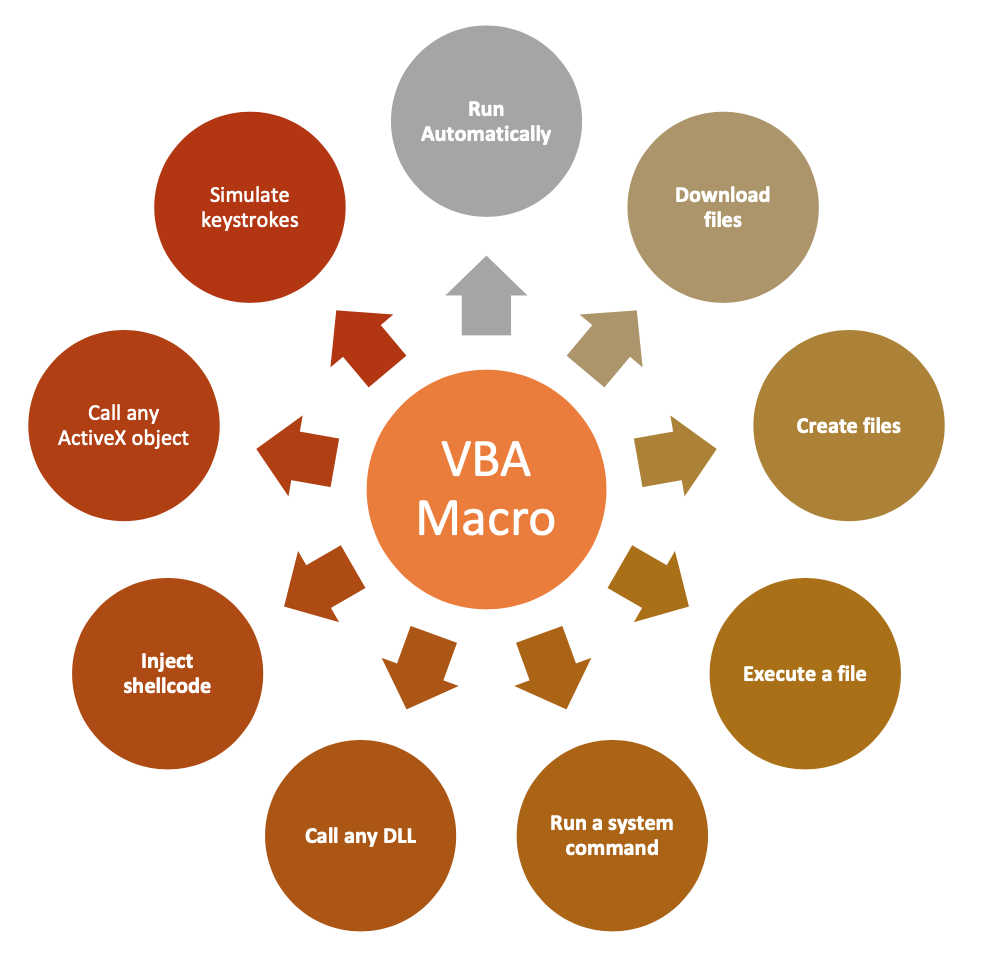 Run
Automatically
Download
files
Create files
Execute a file
Run a system
command
Call any DLL
Inject
shellcode
Call any
ActiveX object
Simulate
keystrokes
VBA
Macro